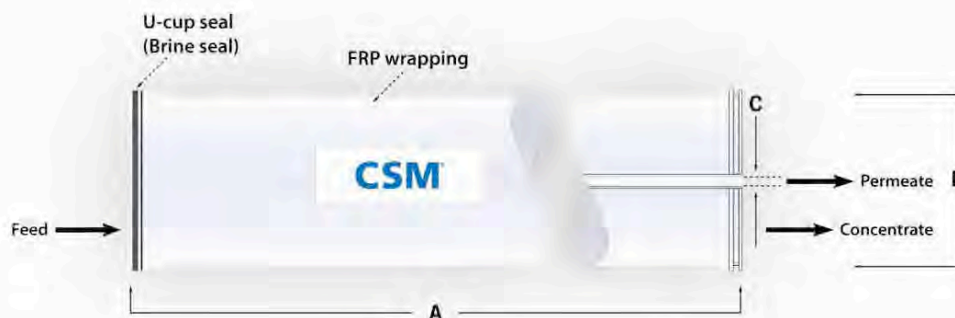 U-cup seal
(Brine seal)
FRP wrapping
C
CSM
Permeate
Feed
Concentrate
A